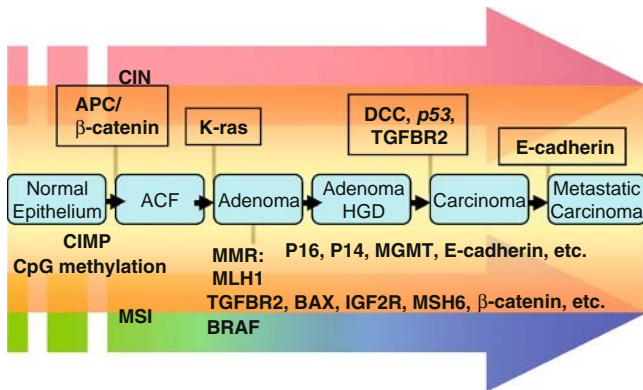 CIN
APC/
β-catenin
K-ras
DCC, p53,
TGFBR2
E-cadherin
Normal
Epithelium
ACF
Adenoma
Adenoma
HGD
Carcinoma
Metastatic
Carcinoma
CIMP
CpG methylation
MMR:
MLH1
P16, P14, MGMT, E-cadherin, etc.
TGFBR2, BAX, IGF2R, MSH6, β-catenin, etc.
BRAF
MSI